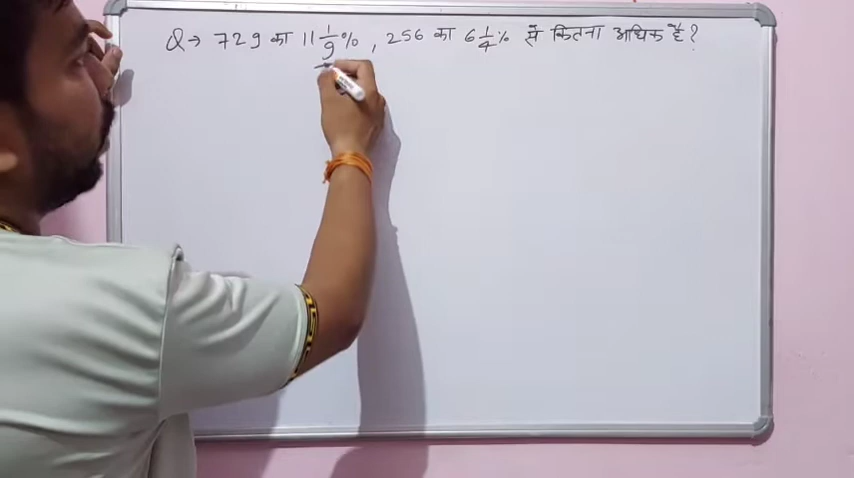 Q→ 729 का 11 1/9 %, 256 का 6 1/4 % से कितना अधिक है?